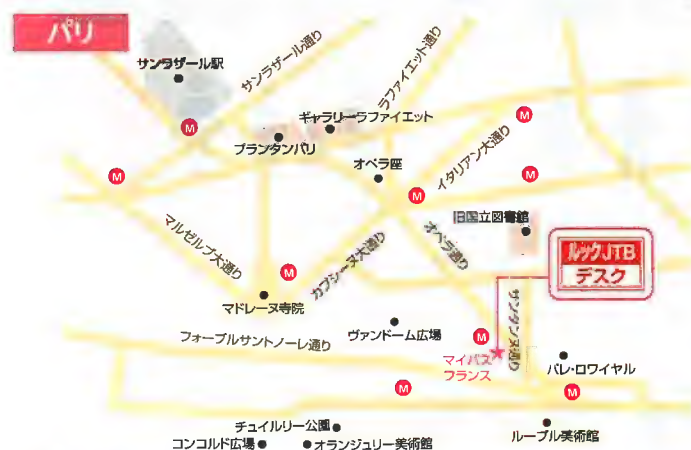 パリ
サンラザール駅
サンラザール通り
ラファイエット通り
ギャラリーラファイエット
プランタンパリ
オペラ座
イタリアン大通り
旧国立図書館
マルゼルブ大通り
カプシーヌ大通り
オペラ通り
ルックJTB
デスク
マドレーヌ寺院
サンタンヌ通り
フォーブルサントノーレ通り
ヴァンドーム広場
マイバス
フランス
パレ・ロワイヤル
チュイルリー公園
コンコルド広場
オランジュリー美術館
ルーブル美術館
M
M
M
M
M
M
M
M
M